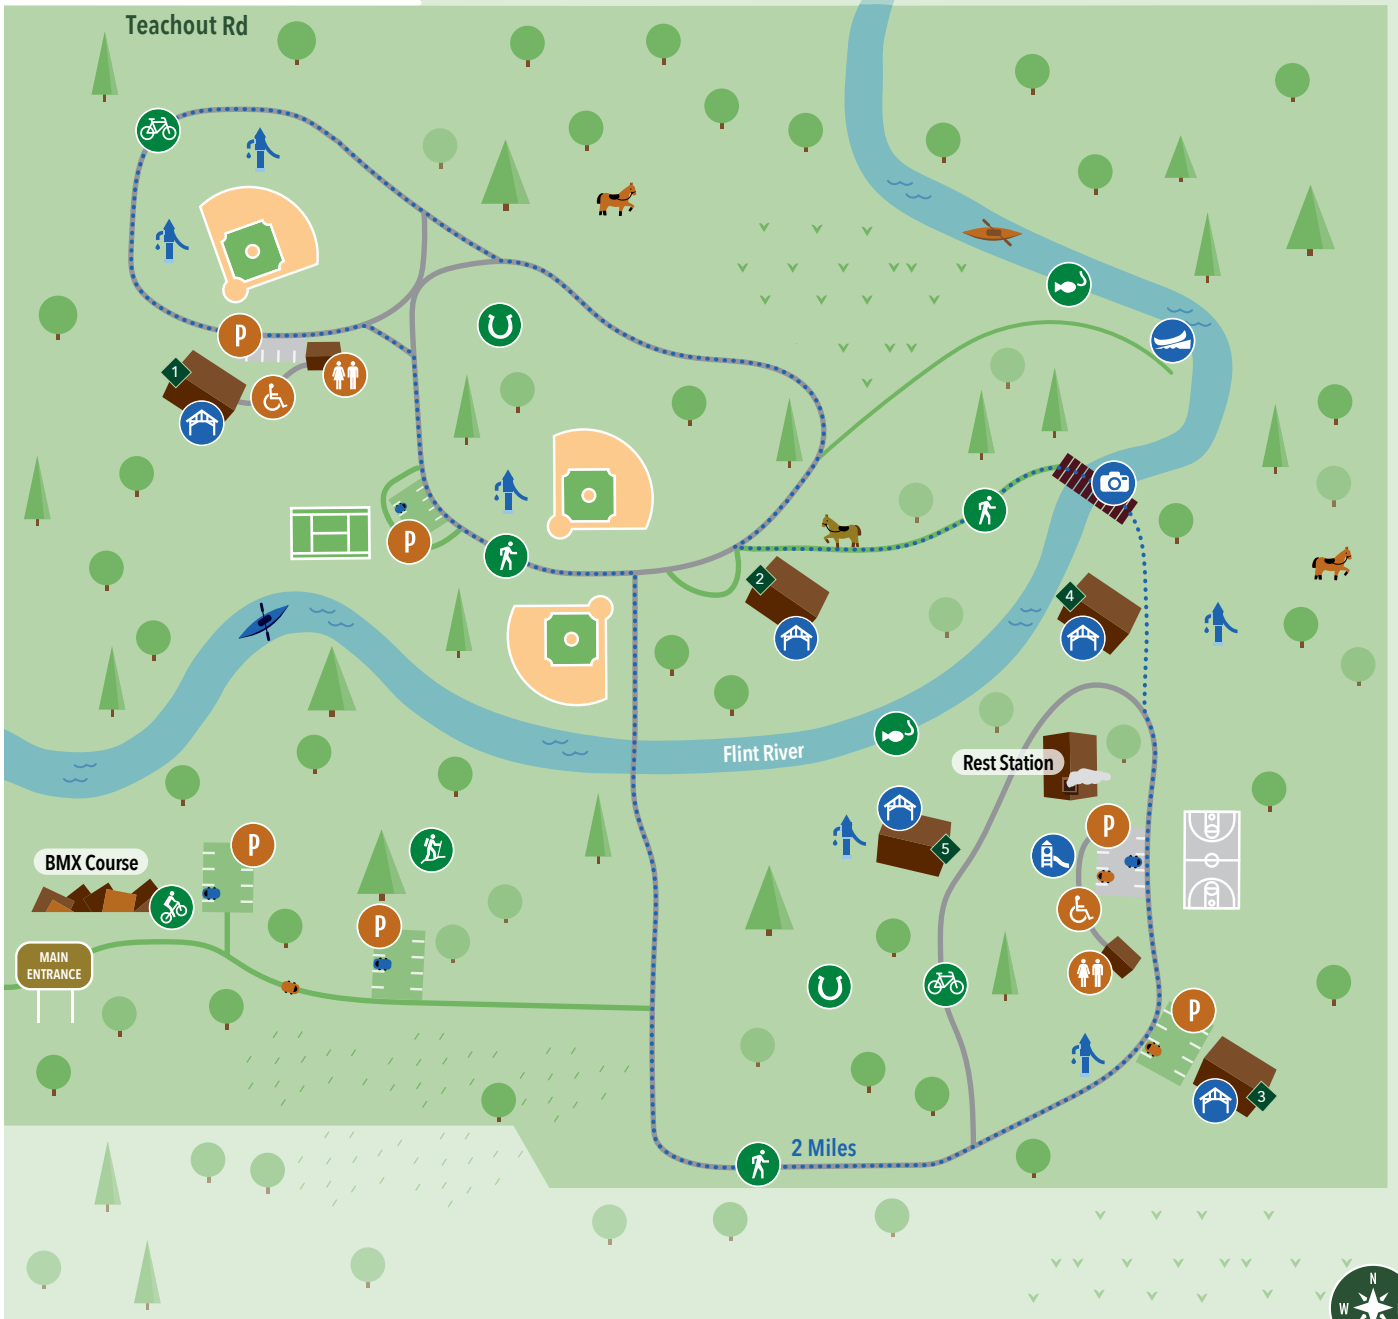 Teachout Rd
P
1
P
2
4
Flint River
Rest Station
P
P
BMX Course
5
P
MAIN
ENTRANCE
P
3
2 Miles
N
W